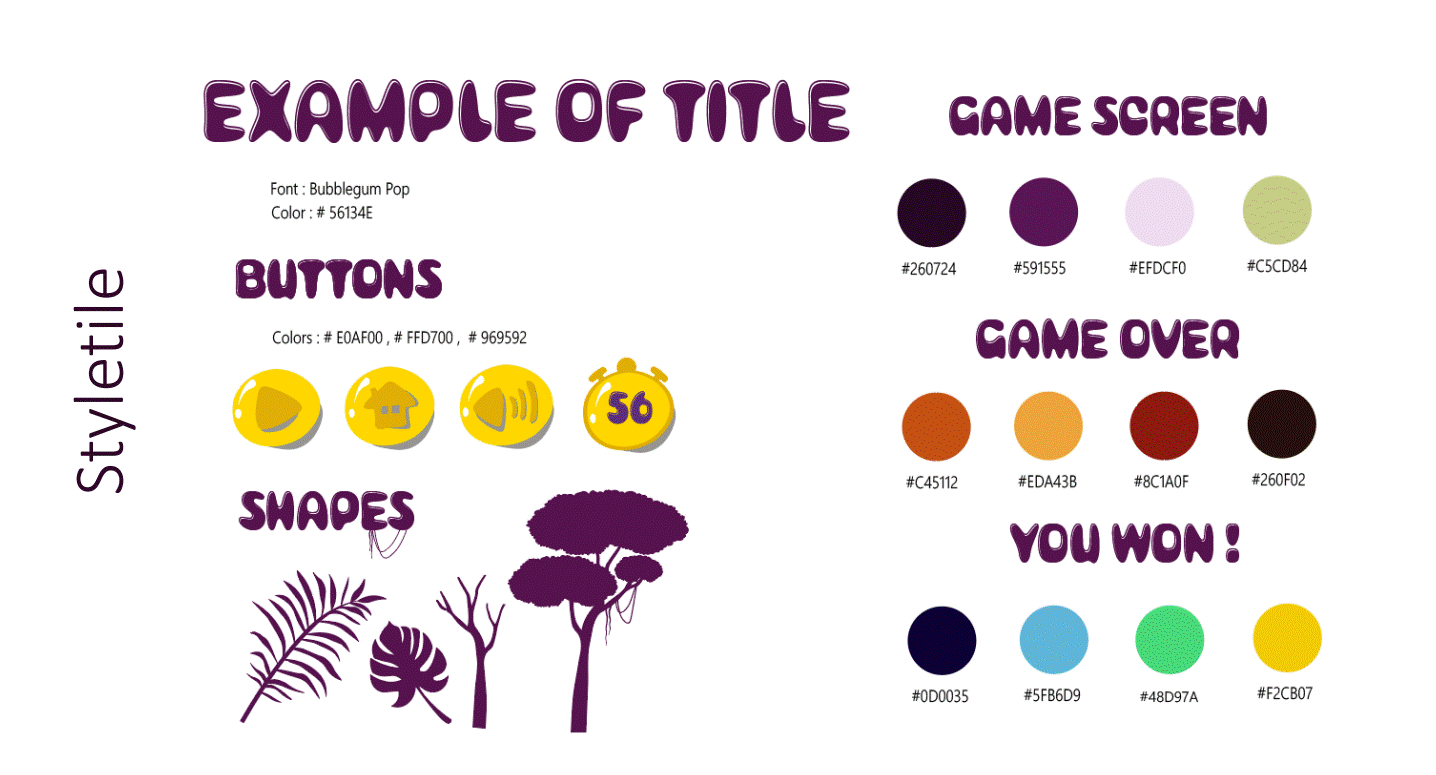 Styletile
EXAMPLE OF TITLE
Font : Bubblegum Pop
Color : # 56134E
BUTTONS
Colors : # E0AF00 , # FFD700 , # 969592
56
SHAPES
GAME SCREEN
#260724 #591555 #EFDCF0 #C5CD84
GAME OVER
#C45112 #EDA43B #8C1A0F #260F02
YOU WON !
#0D0035 #5FB6D9 #48D97A #F2CB07